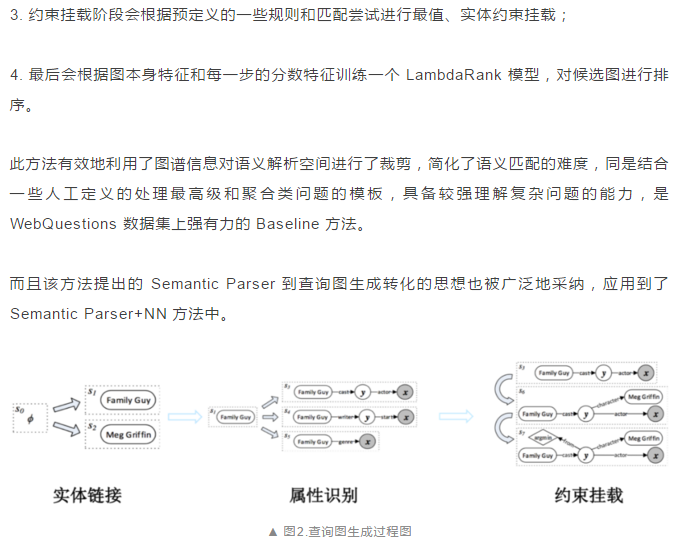 3. 约束挂载阶段会根据预定义的一些规则和匹配尝试进行最值、实体约束挂载；
4. 最后会根据图本身特征和每一步的分数特征训练一个 LambdaRank 模型，对候选图进行排
序。
此方法有效地利用了图谱信息对语义解析空间进行了裁剪，简化了语义匹配的难度，同是结合
一些人工定义的处理最高级和聚合类问题的模板，具备较强理解复杂问题的能力，是
WebQuestions 数据集上强有力的 Baseline 方法。
而且该方法提出的 Semantic Parser 到查询图生成转化的思想也被广泛地采纳，应用到了
Semantic Parser+NN 方法中。
S0
ϕ
S1
Family Guy
S2
Meg Griffin
S1
Family Guy
S3
Family Guy cast y actor x
S4
Family Guy writer y start x
S5
Family Guy genre x
S3
Family Guy cast y actor x
S6
Family Guy cast y actor x
character Meg Griffin
S7
argmin from character Meg Griffin
Family Guy cast y actor x
实体链接
属性识别
约束挂载
▲ 图2.查询图生成过程图